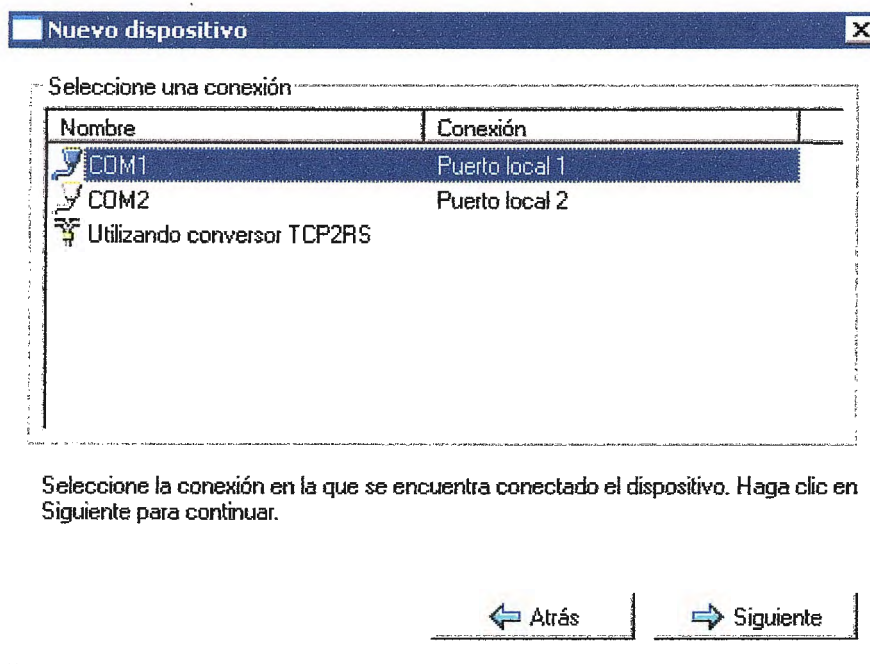 Nuevo dispositivo
Seleccione una conexión
Nombre Conexión
COM1 Puerto local 1
COM2 Puerto local 2
Utilizando conversor TCP2RS
Seleccione la conexión en la que se encuentra conectado el dispositivo. Haga clic en
Siguiente para continuar.
Atrás Siguiente